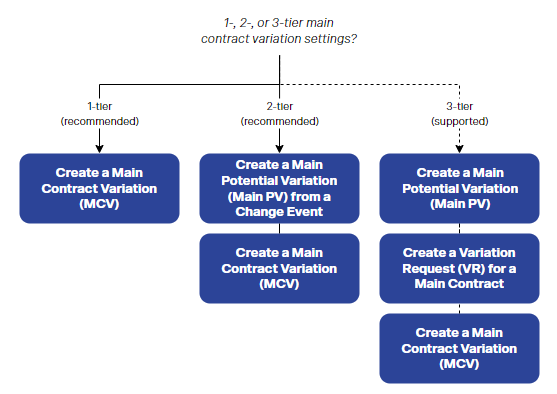 1-, 2-, or 3-tier main
contract variation settings?
1-tier
(recommended)
2-tier
(recommended)
3-tier
(supported)
Create a Main
Contract Variation
(MCV)
Create a Main
Potential Variation
(Main PV) from a
Change Event
Create a Main
Potential Variation
(Main PV)
Create a Main
Contract Variation
(MCV)
Create a Variation
Request (VR) for a
Main Contract
Create a Main
Contract Variation
(MCV)